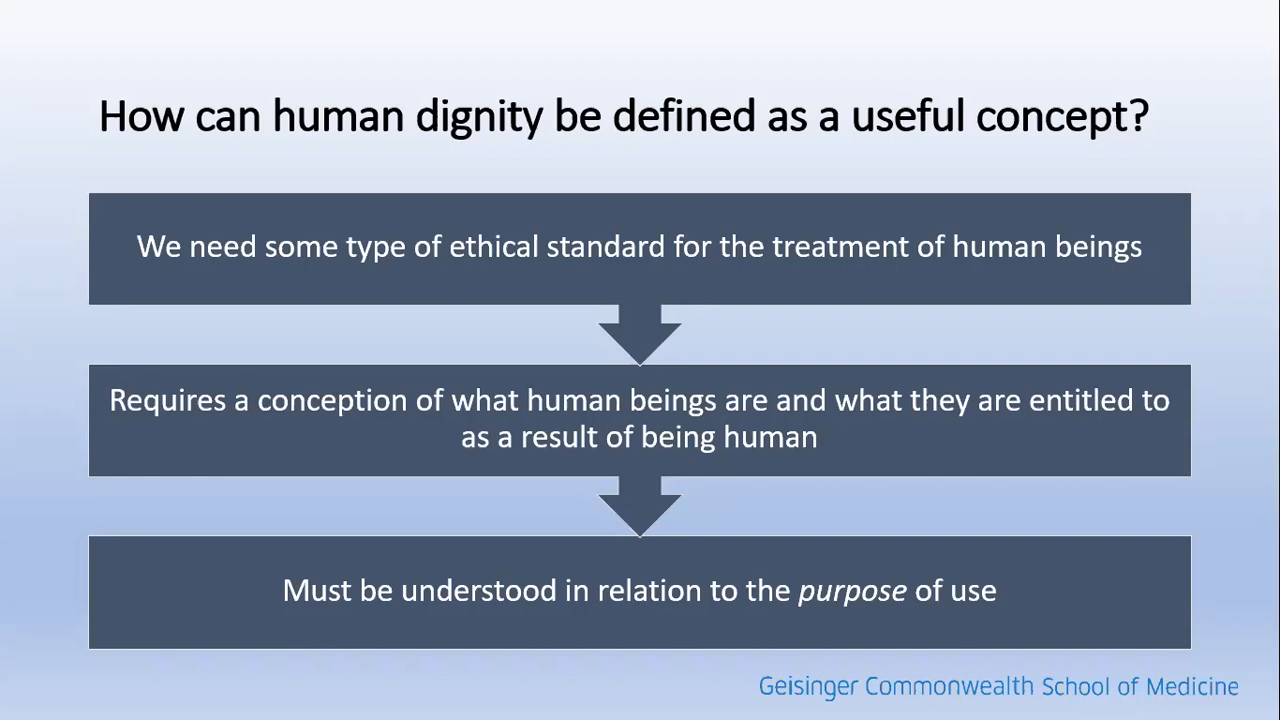 How can human dignity be defined as a useful concept?
We need some type of ethical standard for the treatment of human beings
Requires a conception of what human beings are and what they are entitled to
as a result of being human
Must be understood in relation to the purpose of use
Geisinger Commonwealth School of Medicine